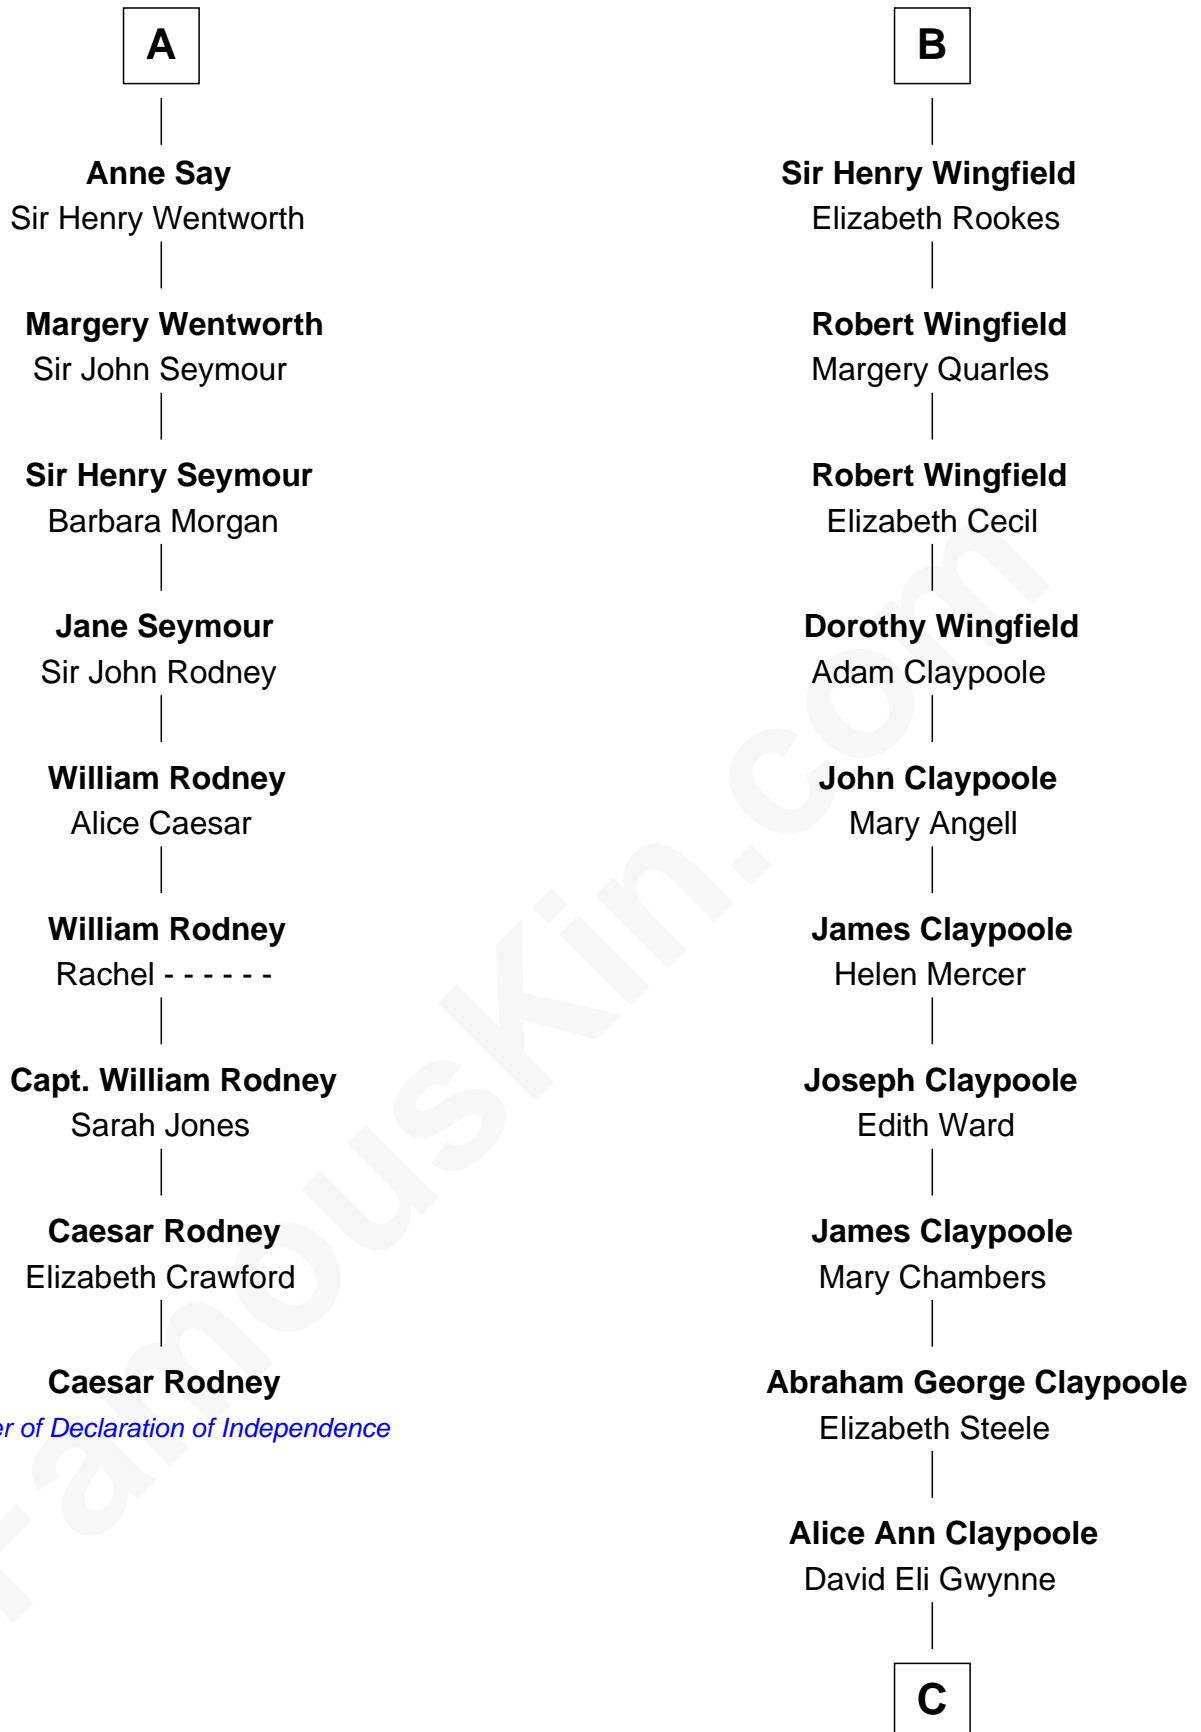 A
Anne Say
Sir Henry Wentworth
Margery Wentworth
Sir John Seymour
Sir Henry Seymour
Barbara Morgan
Jane Seymour
Sir John Rodney
William Rodney
Alice Caesar
William Rodney
Rachel - - - - - -
Capt. William Rodney
Sarah Jones
Caesar Rodney
Elizabeth Crawford
Caesar Rodney
er of Declaration of Independence
B
Sir Henry Wingfield
Elizabeth Rookes
Robert Wingfield
Margery Quarles
Robert Wingfield
Elizabeth Cecil
Dorothy Wingfield
Adam Claypoole
John Claypoole
Mary Angell
James Claypoole
Helen Mercer
Joseph Claypoole
Edith Ward
James Claypoole
Mary Chambers
Abraham George Claypoole
Elizabeth Steele
Alice Ann Claypoole
David Eli Gwynne
C
FamousKin.com